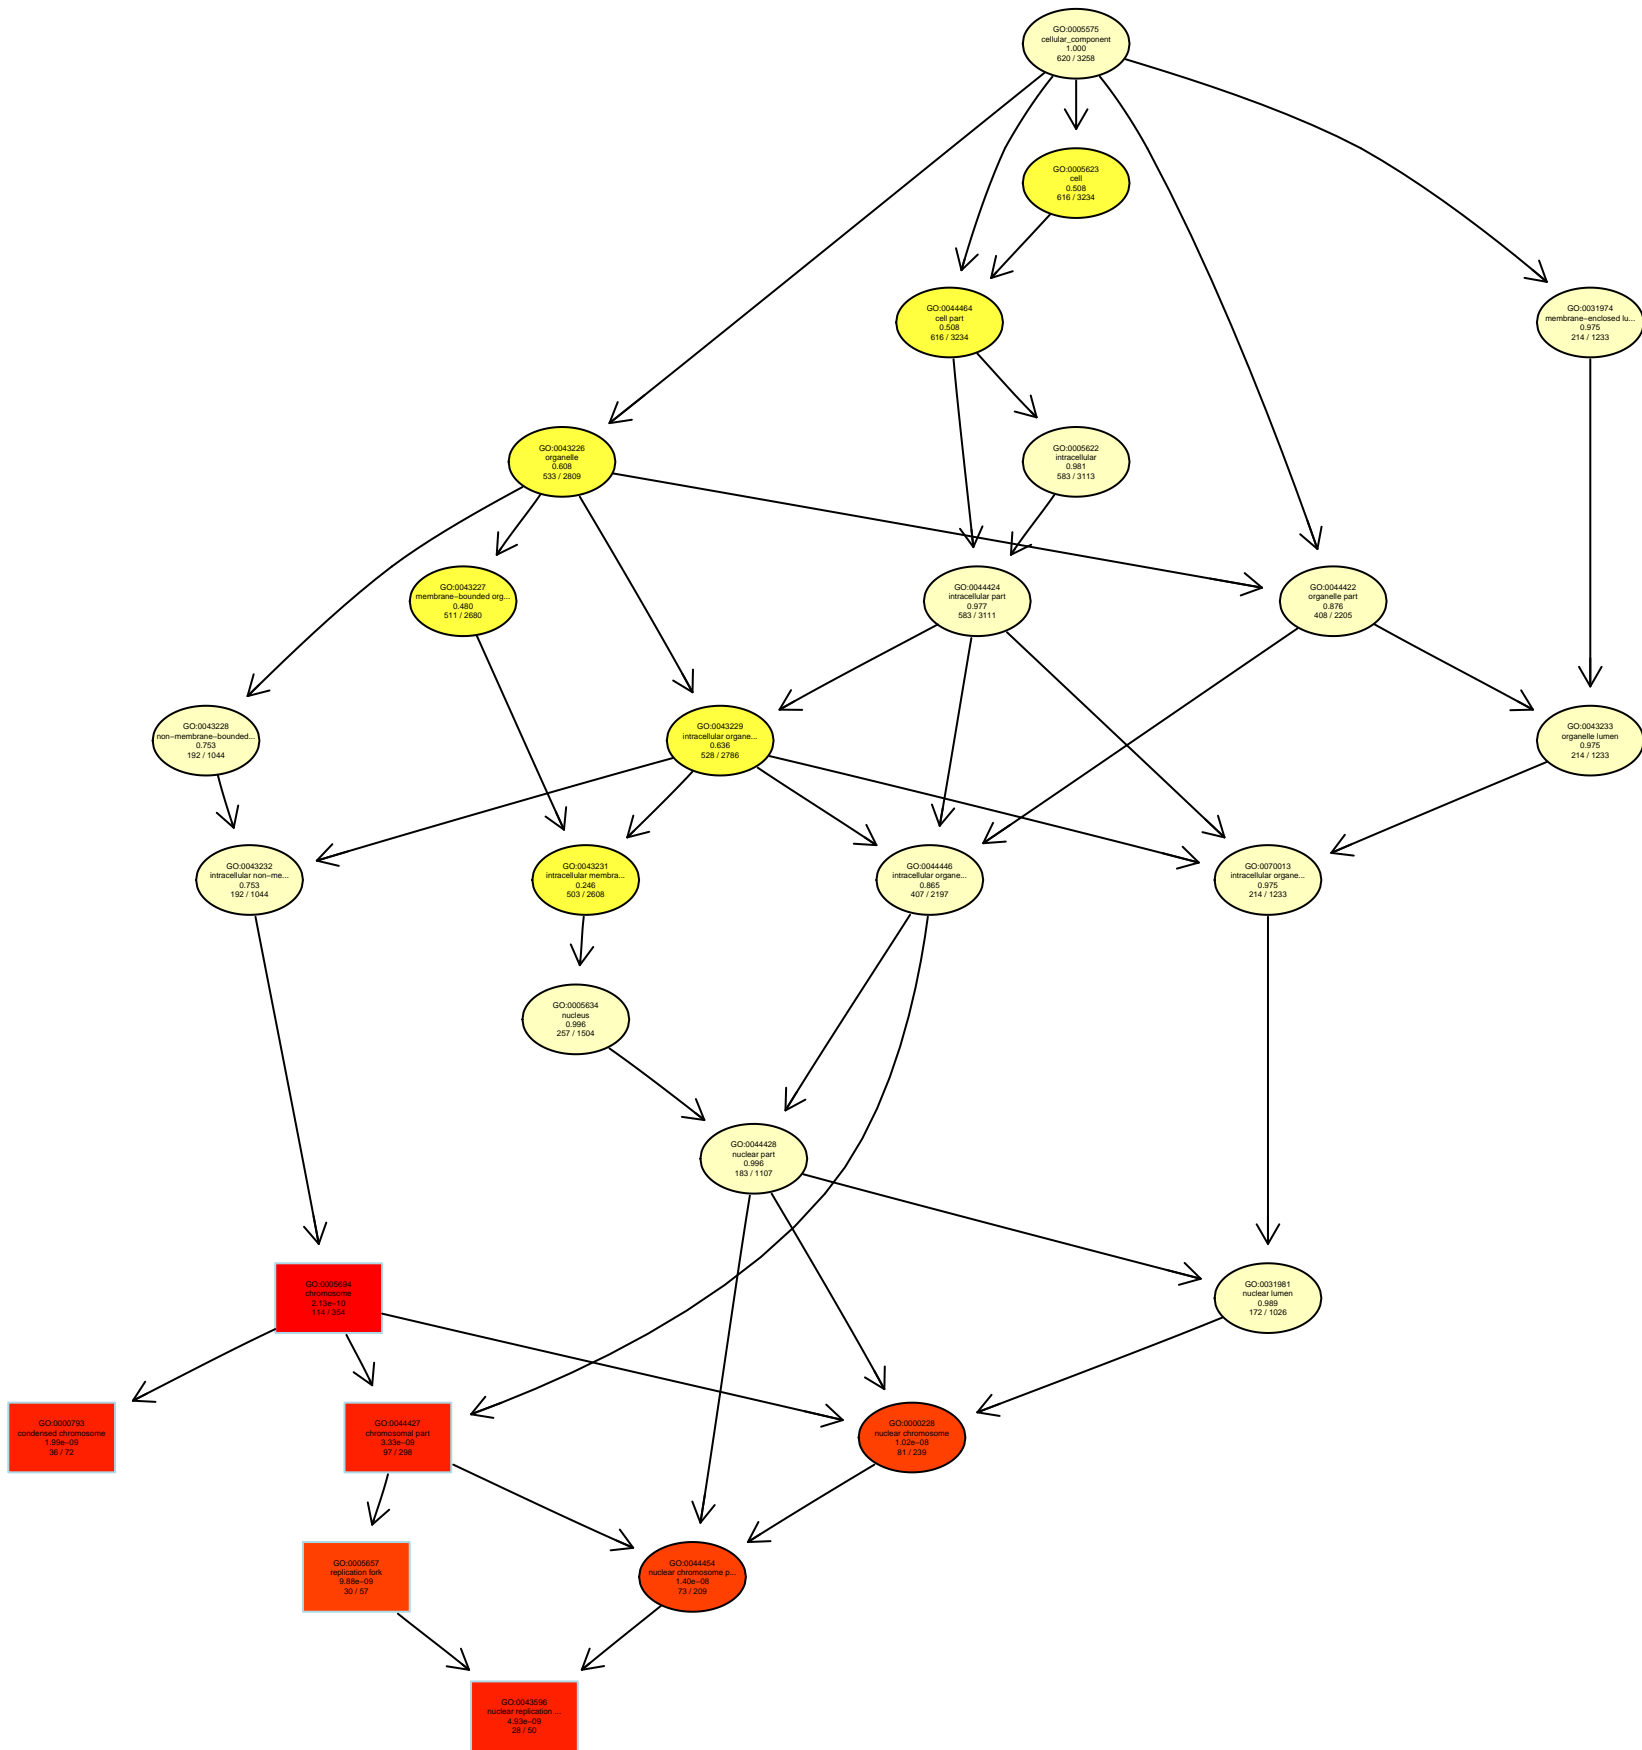 GO:0005575
cellular_component
1.000
620 / 3258
GO:0005623
cell
0.508
616 / 3234
GO:0044464
cell part
0.508
616 / 3234
GO:0031974
membrane−enclosed lu...
0.975
214 / 1233
GO:0043226
organelle
0.608
533 / 2809
GO:0005622
intracellular
0.981
583 / 3113
GO:0043227
membrane−bounded org...
0.480
511 / 2680
GO:0044424
intracellular part
0.977
583 / 3111
GO:0044422
organelle part
0.876
408 / 2205
GO:0043228
non−membrane−bounded...
0.753
192 / 1044
GO:0043229
intracellular organe...
0.636
528 / 2786
GO:0043233
organelle lumen
0.975
214 / 1233
GO:0043232
intracellular non−me...
0.753
192 / 1044
GO:0043231
intracellular membra...
0.246
503 / 2608
GO:0044446
intracellular organe...
0.865
407 / 2197
GO:0070013
intracellular organe...
0.975
214 / 1233
GO:0005634
nucleus
0.996
257 / 1504
GO:0044428
nuclear part
0.996
183 / 1107
GO:0005694
chromosome
2.13e−10
114 / 354
GO:0031981
nuclear lumen
0.989
172 / 1026
GO:0000793
condensed chromosome
1.99e−09
36 / 72
GO:0044427
chromosomal part
3.33e−09
97 / 298
GO:0000228
nuclear chromosome
1.02e−08
81 / 239
GO:0005657
replication fork
9.88e−09
30 / 57
GO:0044454
nuclear chromosome p...
1.40e−08
73 / 209
GO:0043596
nuclear replication ...
4.93e−09
28 / 50